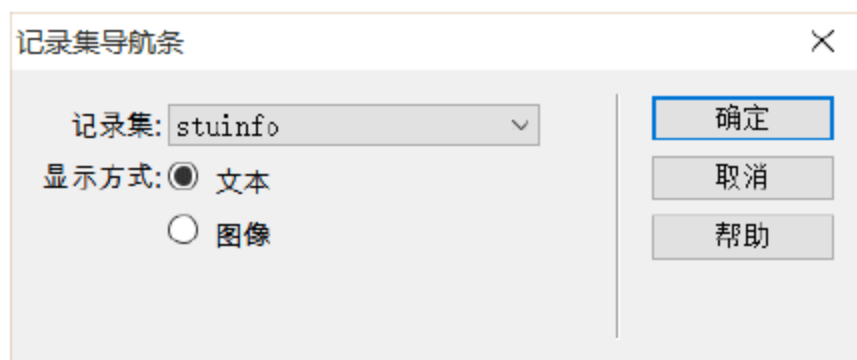 记录集导航条
记录集: stuinfo
显示方式: 文本
图像
确定
取消
帮助